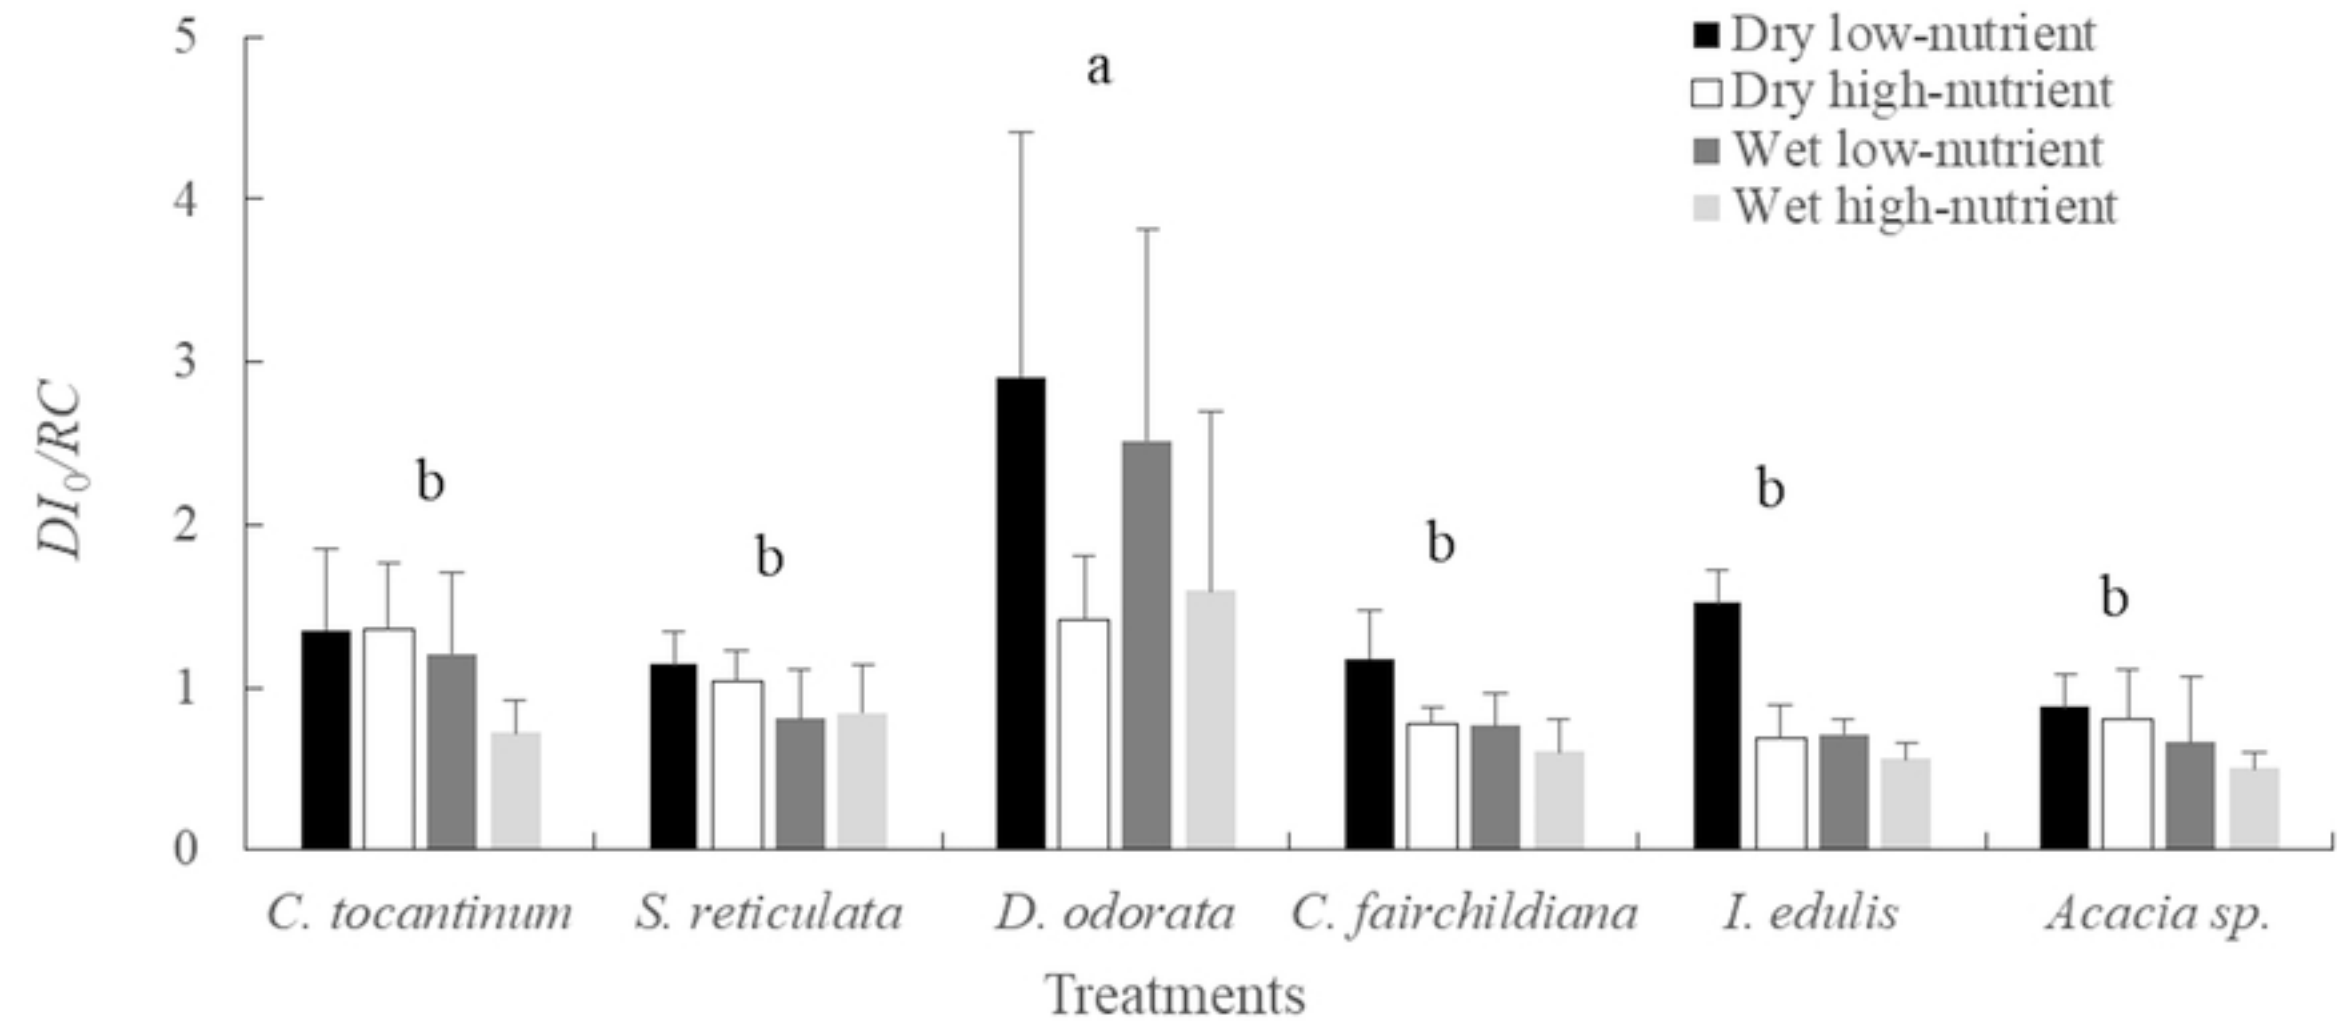 Dry low-nutrient
Dry high-nutrient
Wet low-nutrient
Wet high-nutrient
5
4
3
2
1
0
DI₀/RC
b
b
a
b
b
b
C. tocantinum
S. reticulata
D. odorata
C. fairchildiana
I. edulis
Acacia sp.
Treatments